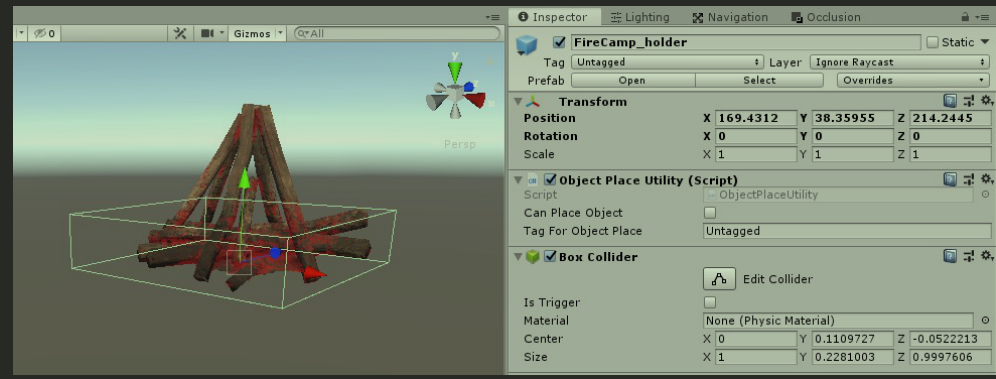 Inspector Lighting Navigation Occlusion
0 Gizmos All
FireCamp_holder Static
Tag Untagged Layer Ignore Raycast
Prefab Open Select Overrides
Transform
Position X 169.4312 Y 38.35955 Z 214.2445
Rotation X 0 Y 0 Z 0
Scale X 1 Y 1 Z 1
y
Persp
Object Place Utility (Script)
Script ObjectPlaceUtility
Can Place Object
Tag For Object Place Untagged
Box Collider
Edit Collider
Is Trigger
Material None (Physic Material)
Center X 0 Y 0.1109727 Z -0.0522213
Size X 1 Y 0.2281003 Z 0.9997606